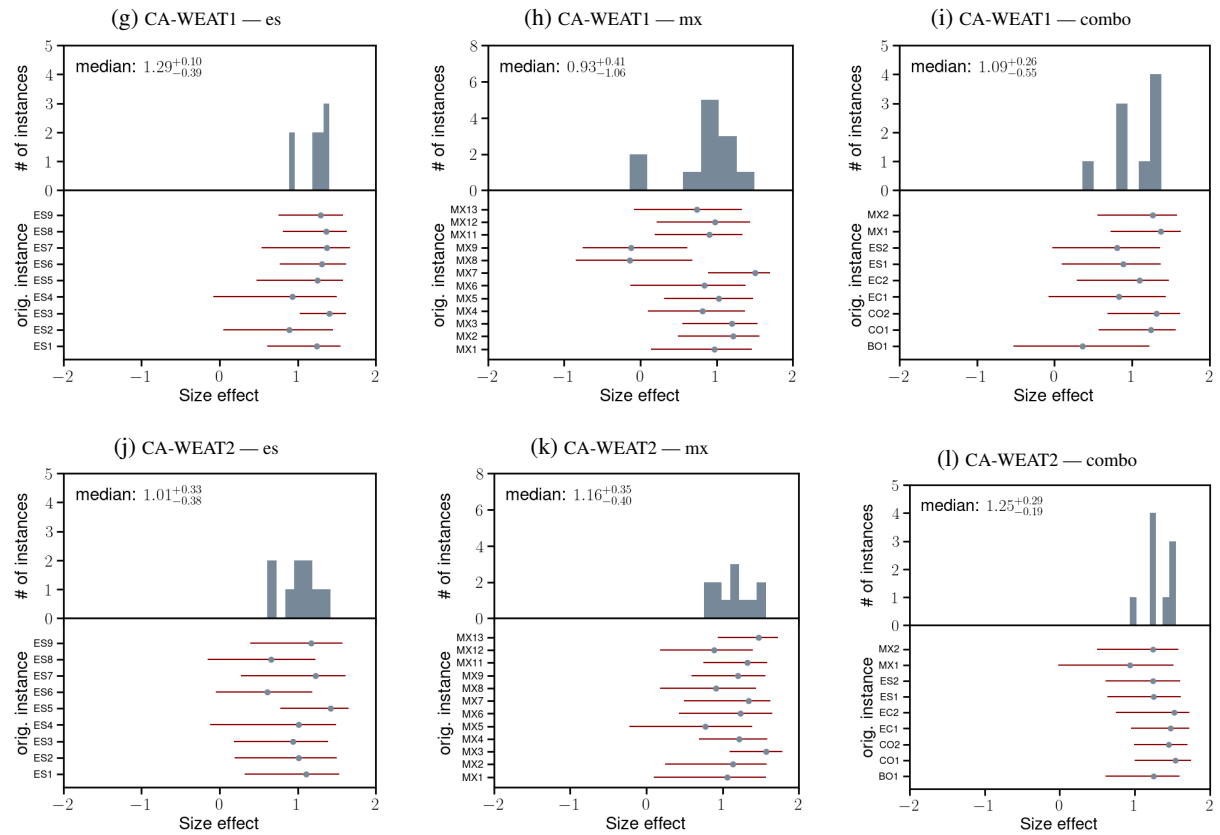 (g) CA-WEAT1 — es
5
4
3
2
1
0
# of instances
median: 1.29 +0.10 −0.39
ES9
ES8
ES7
ES6
ES5
ES4
ES3
ES2
ES1
orig. instance
−2
−1
0
1
2
Size effect
(h) CA-WEAT1 — mx
8
6
4
2
0
# of instances
median: 0.93 +0.41 −1.06
MX13
MX12
MX11
MX9
MX8
MX7
MX6
MX5
MX4
MX3
MX2
MX1
orig. instance
−2
−1
0
1
2
Size effect
(i) CA-WEAT1 — combo
5
4
3
2
1
0
# of instances
median: 1.09 +0.26 −0.55
MX2
MX1
ES2
ES1
EC2
EC1
CO2
CO1
BO1
orig. instance
−2
−1
0
1
2
Size effect
(j) CA-WEAT2 — es
5
4
3
2
1
0
# of instances
median: 1.01 +0.33 −0.38
ES9
ES8
ES7
ES6
ES5
ES4
ES3
ES2
ES1
orig. instance
−2
−1
0
1
2
Size effect
(k) CA-WEAT2 — mx
8
6
4
2
0
# of instances
median: 1.16 +0.35 −0.40
MX13
MX12
MX11
MX9
MX8
MX7
MX6
MX5
MX4
MX3
MX2
MX1
orig. instance
−2
−1
0
1
2
Size effect
(l) CA-WEAT2 — combo
5
4
3
2
1
0
# of instances
median: 1.25 +0.29 −0.19
MX2
MX1
ES2
ES1
EC2
EC1
CO2
CO1
BO1
orig. instance
−2
−1
0
1
2
Size effect